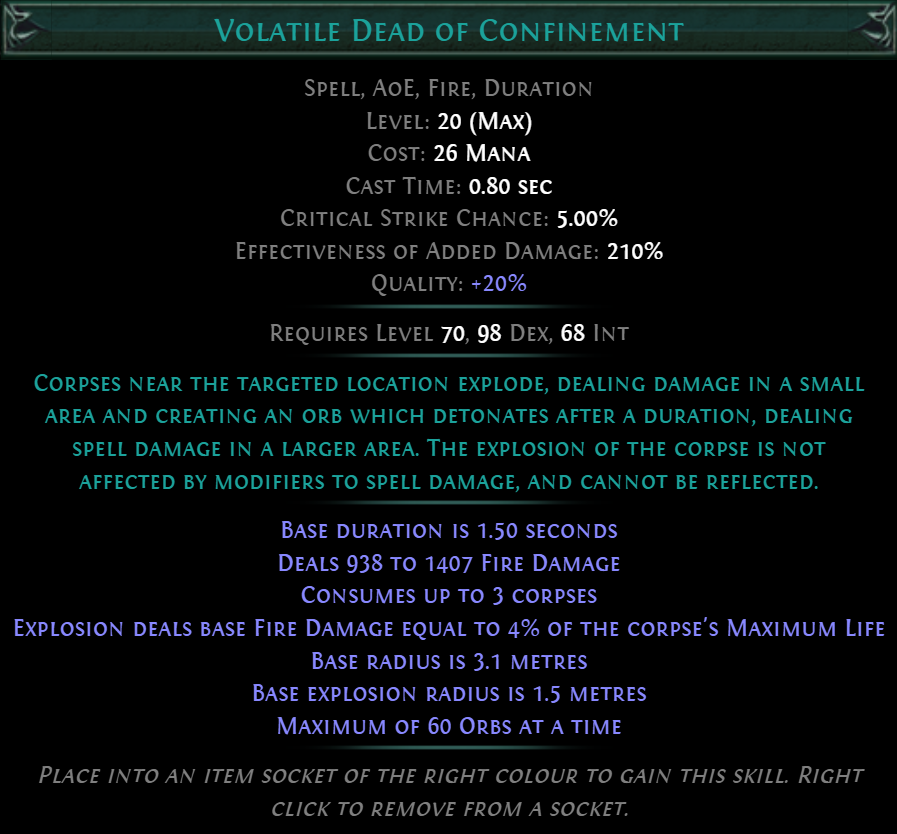 Volatile Dead of Confinement
Spell, AoE, Fire, Duration
Level: 20 (Max)
Cost: 26 Mana
Cast Time: 0.80 sec
Critical Strike Chance: 5.00%
Effectiveness of Added Damage: 210%
Quality: +20%
Requires Level 70, 98 Dex, 68 Int
Corpses near the targeted location explode, dealing damage in a small
area and creating an orb which detonates after a duration, dealing
spell damage in a larger area. The explosion of the corpse is not
affected by modifiers to spell damage, and cannot be reflected.
Base duration is 1.50 seconds
Deals 938 to 1407 Fire Damage
Consumes up to 3 corpses
Explosion deals base Fire Damage equal to 4% of the corpse's Maximum Life
Base radius is 3.1 metres
Base explosion radius is 1.5 metres
Maximum of 60 Orbs at a time
Place into an item socket of the right colour to gain this skill. Right
click to remove from a socket.